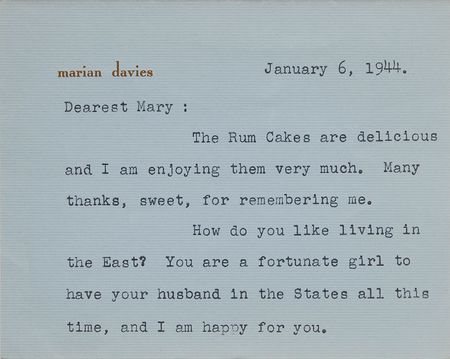 marian davies
January 6, 1944.
Dearest Mary :
The Rum Cakes are delicious
and I am enjoying them very much.  Many
thanks, sweet, for remembering me.
How do you like living in
the East?  You are a fortunate girl to
have your husband in the States all this
time, and I am happy for you.